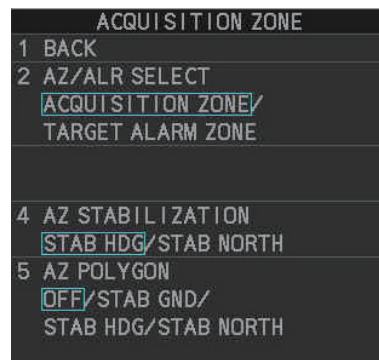 ACQUISITION ZONE
1 BACK
2 AZ/ALR SELECT
ACQUISITION ZONE/
TARGET ALARM ZONE
4 AZ STABILIZATION
STAB HDG/STAB NORTH
5 AZ POLYGON
OFF/STAB GND/
STAB HDG/STAB NORTH